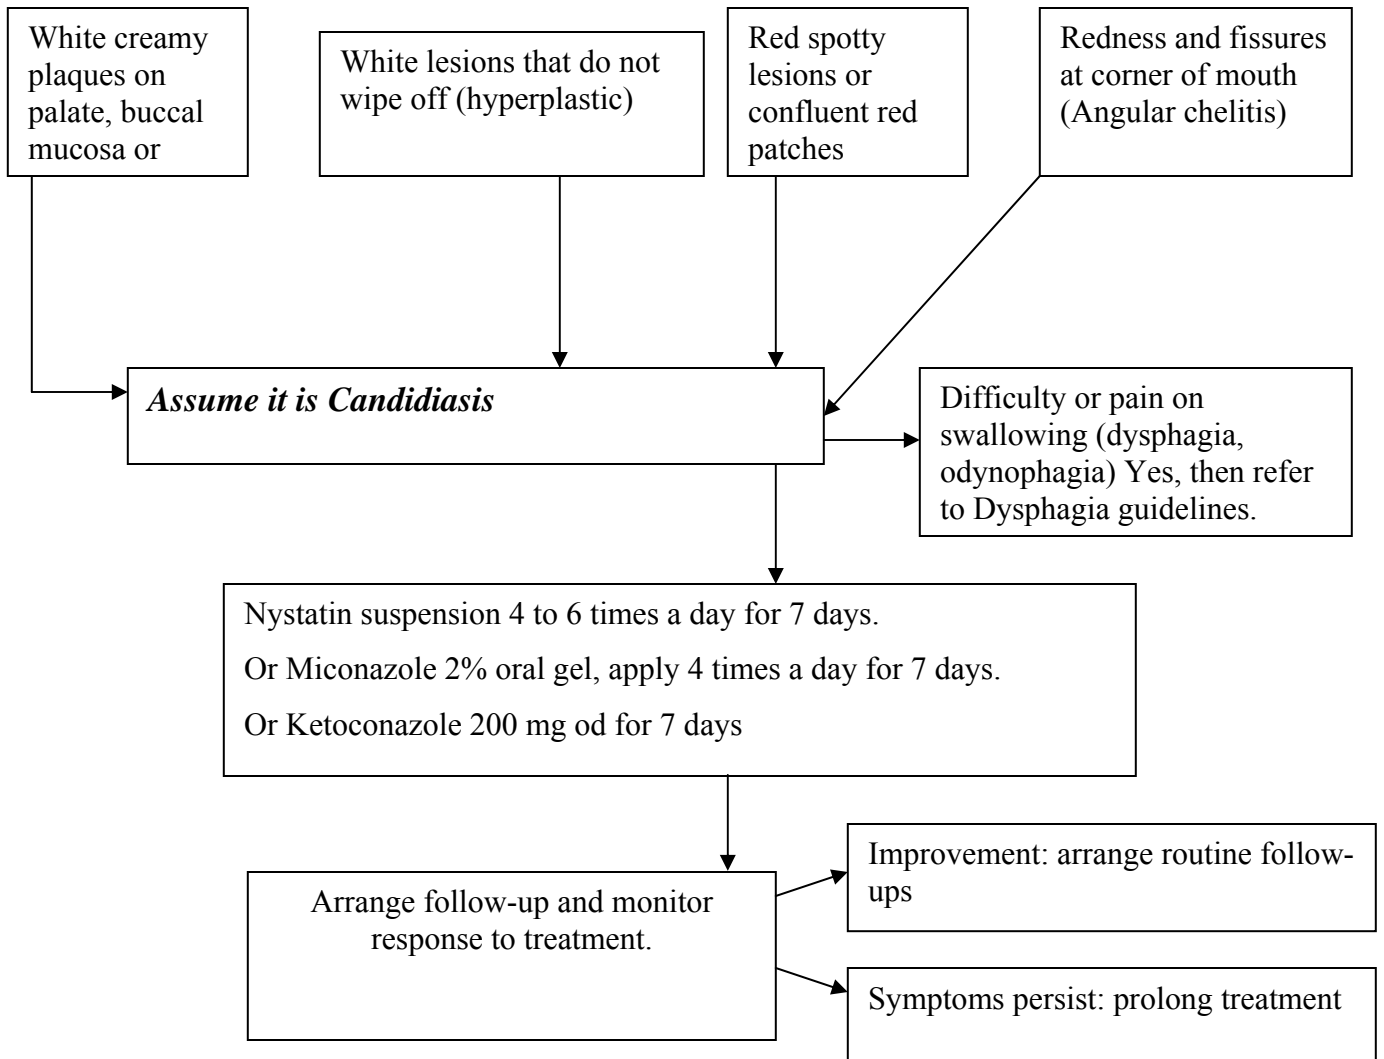 White creamy
plaques on
palate, buccal
mucosa or
White lesions that do not
wipe off (hyperplastic)
Red spotty
lesions or
confluent red
patches
Redness and fissures
at corner of mouth
(Angular chelitis)
Assume it is Candidiasis
Difficulty or pain on
swallowing (dysphagia,
odynophagia) Yes, then refer
to Dysphagia guidelines.
Nystatin suspension 4 to 6 times a day for 7 days.
Or Miconazole 2% oral gel, apply 4 times a day for 7 days.
Or Ketoconazole 200 mg od for 7 days
Arrange follow-up and monitor
response to treatment.
Improvement: arrange routine follow-
ups
Symptoms persist: prolong treatment